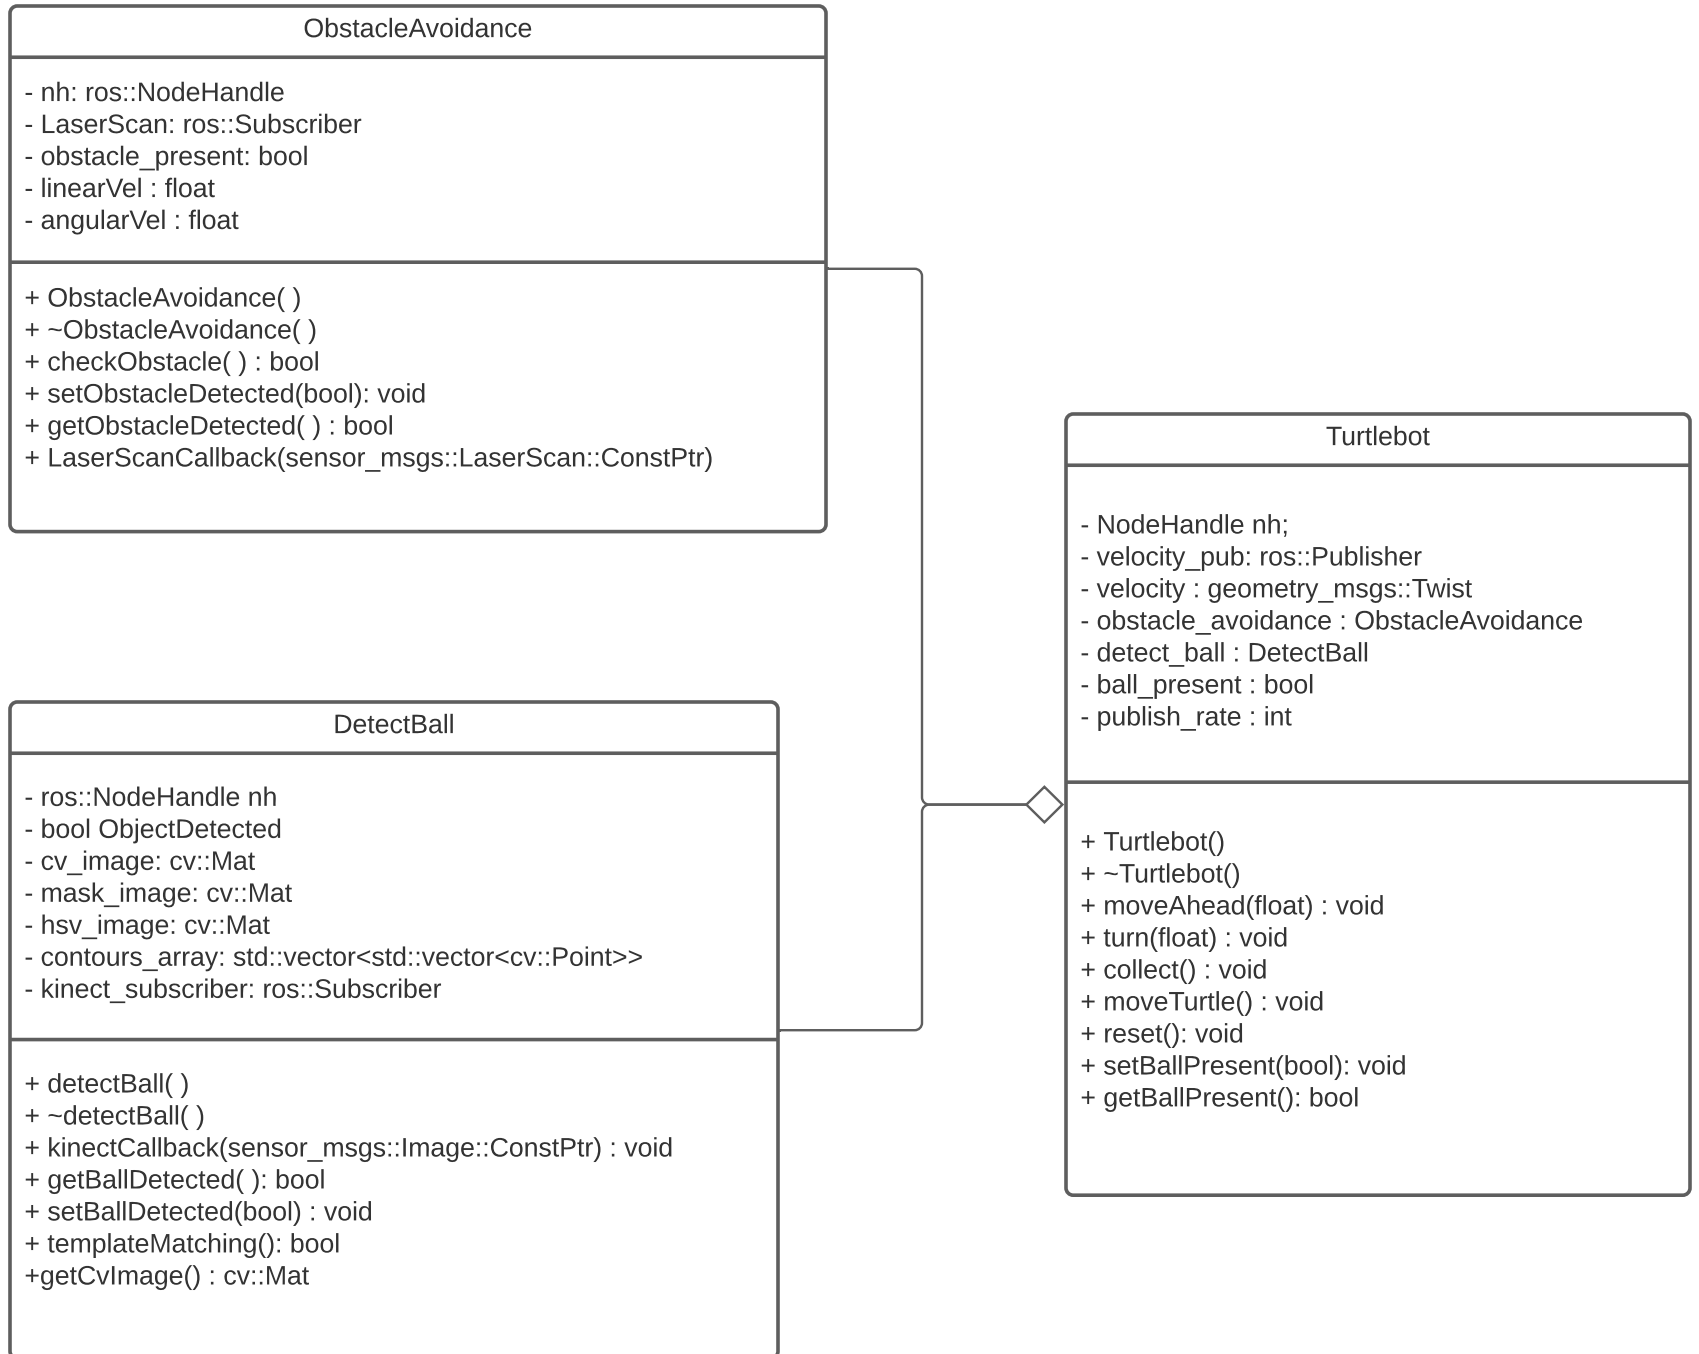 ObstacleAvoidance
- nh: ros::NodeHandle
- LaserScan: ros::Subscriber
- obstacle_present: bool
- linearVel : float
- angularVel : float
+ ObstacleAvoidance( )
+ ~ObstacleAvoidance( )
+ checkObstacle( ) : bool
+ setObstacleDetected(bool): void
+ getObstacleDetected( ) : bool
+ LaserScanCallback(sensor_msgs::LaserScan::ConstPtr)
DetectBall
- ros::NodeHandle nh
- bool ObjectDetected
- cv_image: cv::Mat
- mask_image: cv::Mat
- hsv_image: cv::Mat
- contours_array: std::vector<std::vector<cv::Point>>
- kinect_subscriber: ros::Subscriber
+ detectBall( )
+ ~detectBall( )
+ kinectCallback(sensor_msgs::Image::ConstPtr) : void
+ getBallDetected( ): bool
+ setBallDetected(bool) : void
+ templateMatching(): bool
+getCvImage() : cv::Mat
Turtlebot
- NodeHandle nh;
- velocity_pub: ros::Publisher
- velocity : geometry_msgs::Twist
- obstacle_avoidance : ObstacleAvoidance
- detect_ball : DetectBall
- ball_present : bool
- publish_rate : int
+ Turtlebot()
+ ~Turtlebot()
+ moveAhead(float) : void
+ turn(float) : void
+ collect() : void
+ moveTurtle() : void
+ reset(): void
+ setBallPresent(bool): void
+ getBallPresent(): bool